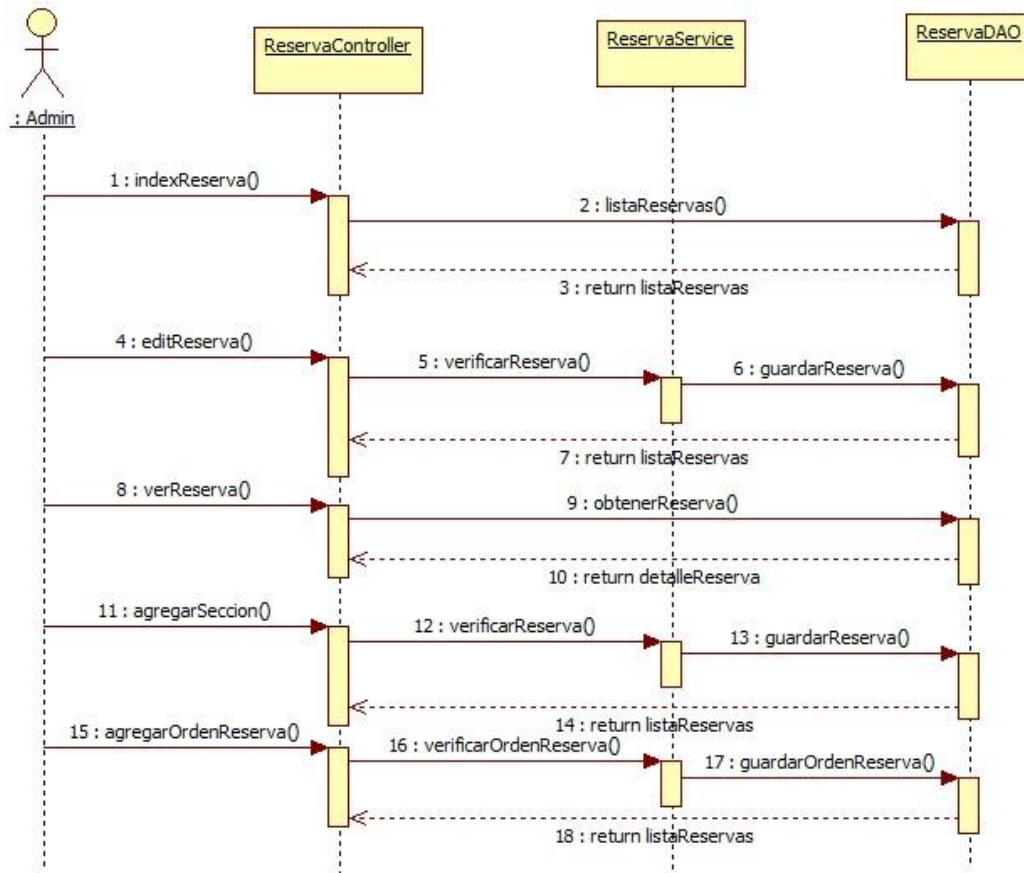 ReservaController
ReservaService
ReservaDAO
: Admin
1 : indexReserva()
2 : listaReservas()
3 : return listaReservas
4 : editReserva()
5 : verificarReserva()
6 : guardarReserva()
7 : return listaReservas
8 : verReserva()
9 : obtenerReserva()
10 : return detalleReserva
11 : agregarSeccion()
12 : verificarReserva()
13 : guardarReserva()
14 : return listaReservas
15 : agregarOrdenReserva()
16 : verificarOrdenReserva()
17 : guardarOrdenReserva()
18 : return listaReservas